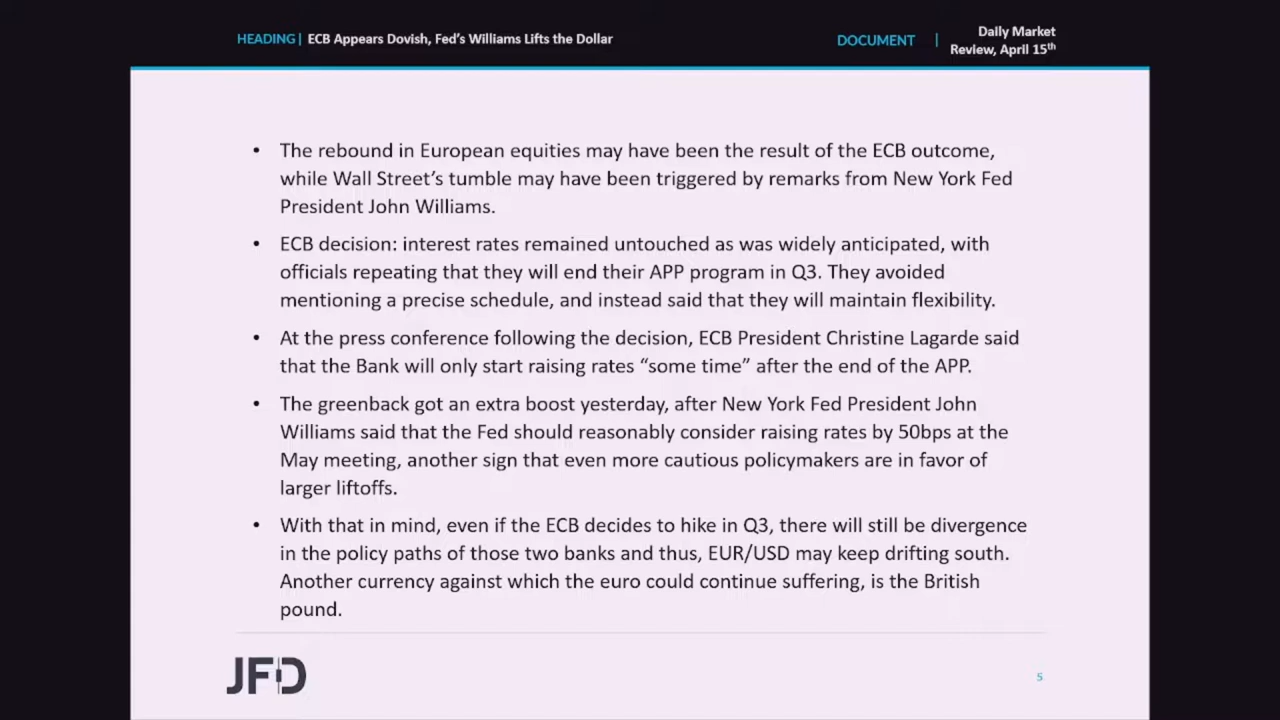 HEADING| ECB Appears Dovish, Fed's Williams Lifts the Dollar
DOCUMENT | Daily Market
Review, April 15th
• The rebound in European equities may have been the result of the ECB outcome,
while Wall Street's tumble may have been triggered by remarks from New York Fed
President John Williams.
• ECB decision: interest rates remained untouched as was widely anticipated, with
officials repeating that they will end their APP program in Q3. They avoided
mentioning a precise schedule, and instead said that they will maintain flexibility.
• At the press conference following the decision, ECB President Christine Lagarde said
that the Bank will only start raising rates “some time” after the end of the APP.
• The greenback got an extra boost yesterday, after New York Fed President John
Williams said that the Fed should reasonably consider raising rates by 50bps at the
May meeting, another sign that even more cautious policymakers are in favor of
larger liftoffs.
• With that in mind, even if the ECB decides to hike in Q3, there will still be divergence
in the policy paths of those two banks and thus, EUR/USD may keep drifting south.
Another currency against which the euro could continue suffering, is the British
pound.
JFD
5